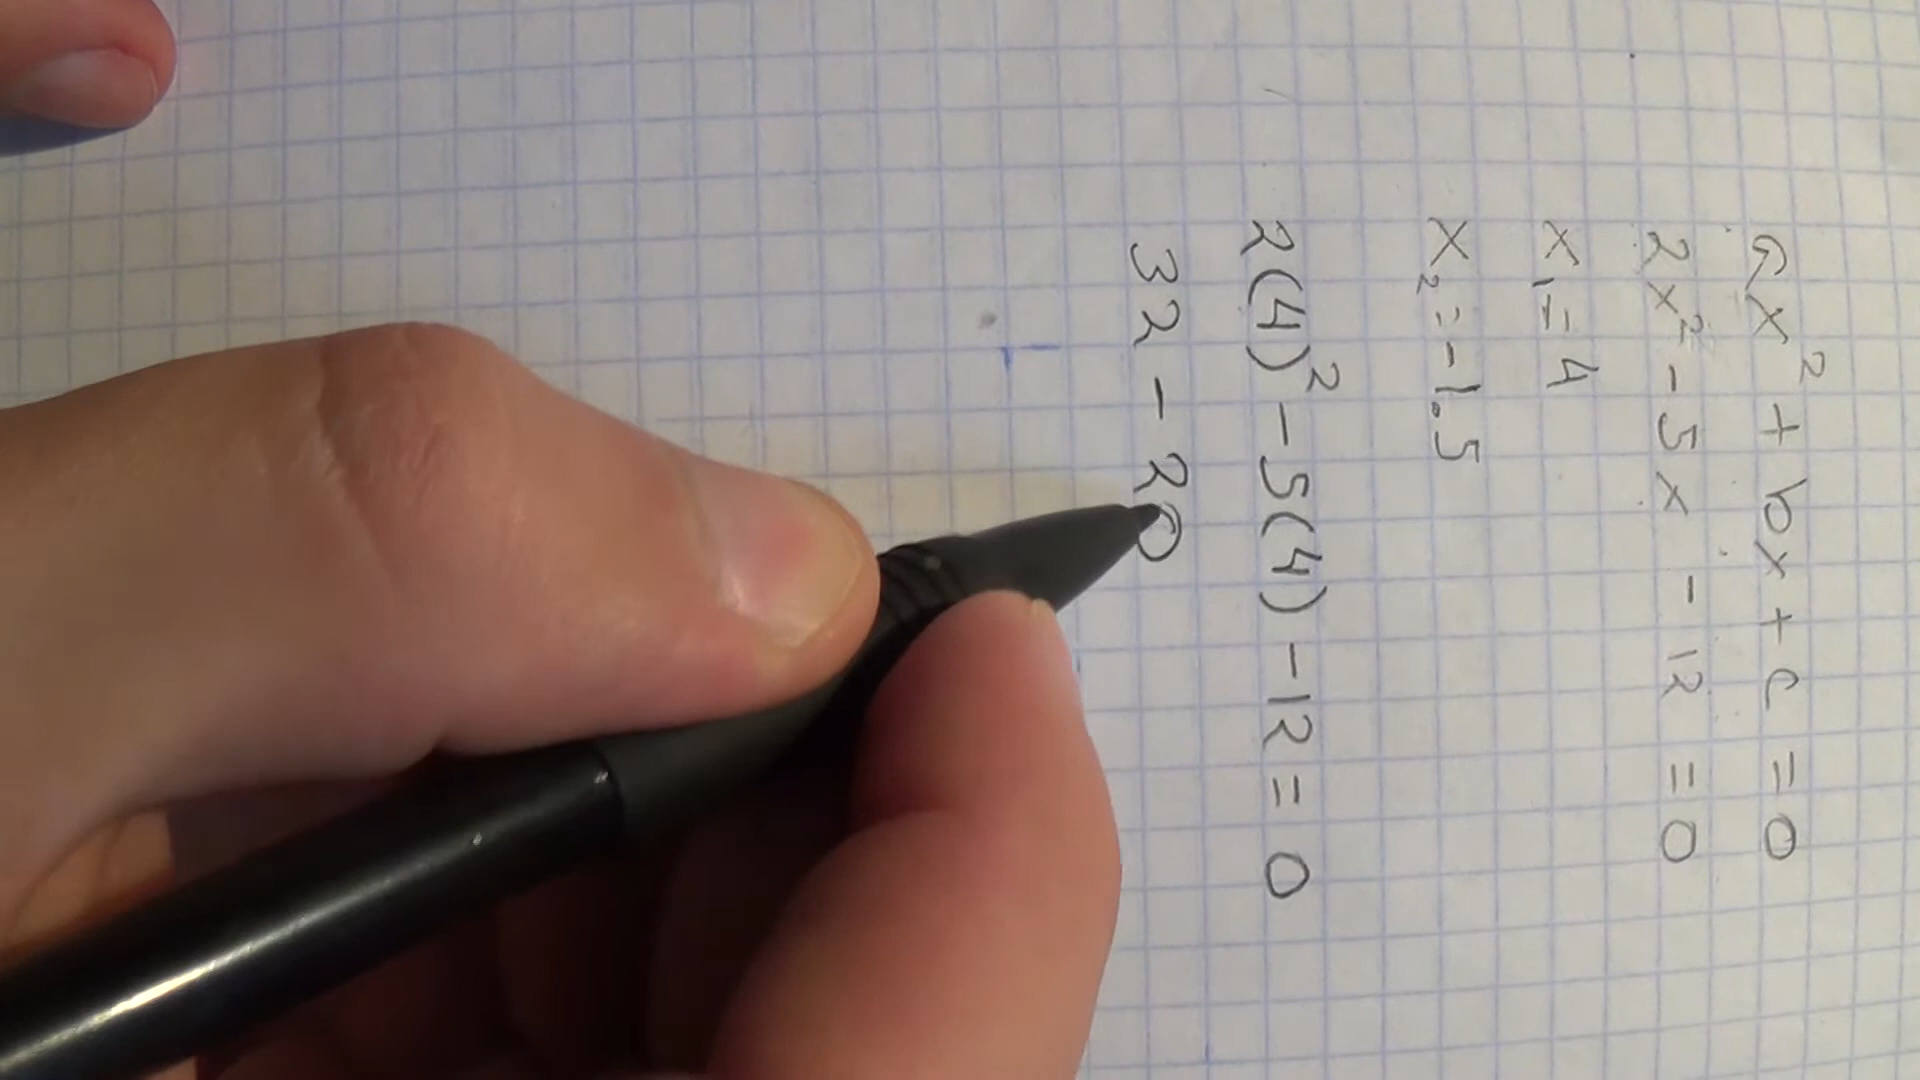 ax² + bx + c = 0
2x² - 5x - 12 = 0
x₁ = 4
x₂ = -1.5
2(4)² - 5(4) - 12 = 0
32 - 20